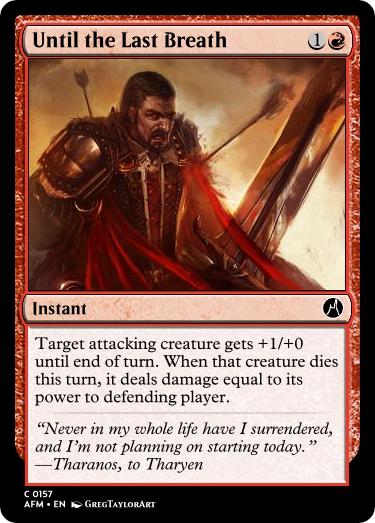 Until the Last Breath 1
Instant
Target attacking creature gets +1/+0
until end of turn. When that creature dies
this turn, it deals damage equal to its
power to defending player.
“Never in my whole life have I surrendered,
and I'm not planning on starting today.”
—Tharanos, to Tharyen
C 0157
AFM • EN GregTaylorArt